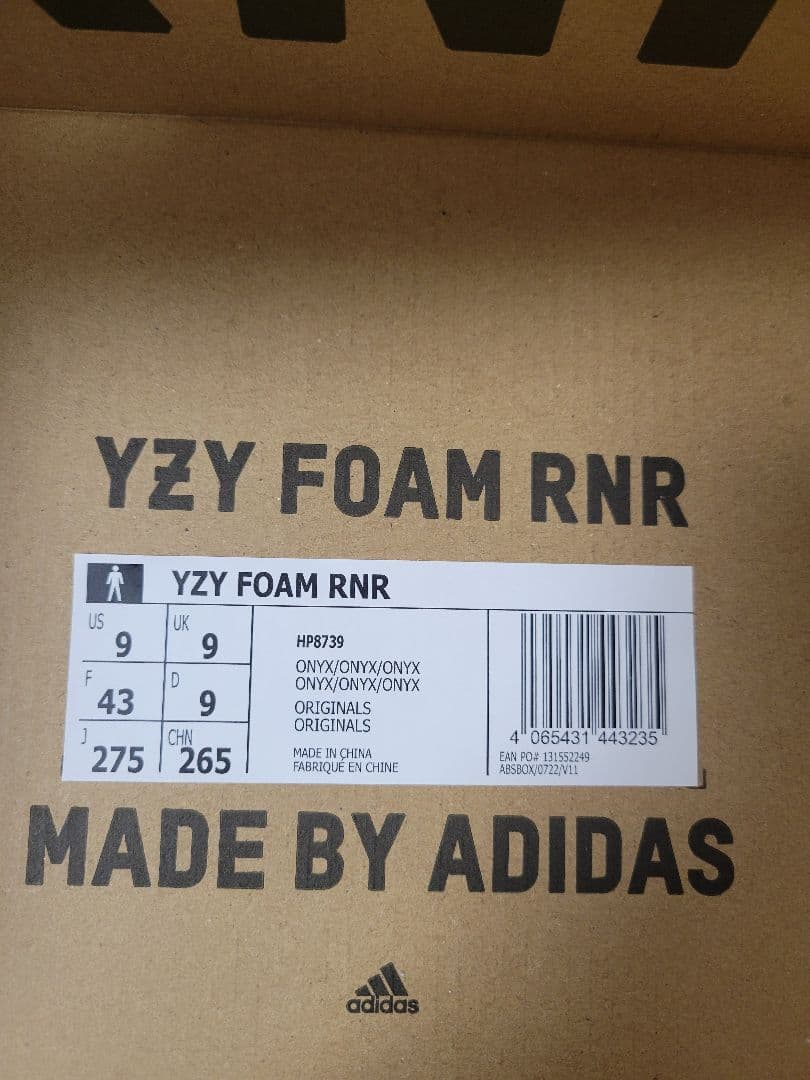 YZY FOAM RNR
YZY FOAM RNR
US 9 UK 9
F 43 D 9
J 275 CHN 265
HP8739
ONYX/ONYX/ONYX
ONYX/ONYX/ONYX
ORIGINALS
ORIGINALS
MADE IN CHINA
FABRIQUÉ EN CHINE
4 065431 443235
EAN PO# 131552249
ABSBOX/0722/V11
MADE BY ADIDAS
adidas